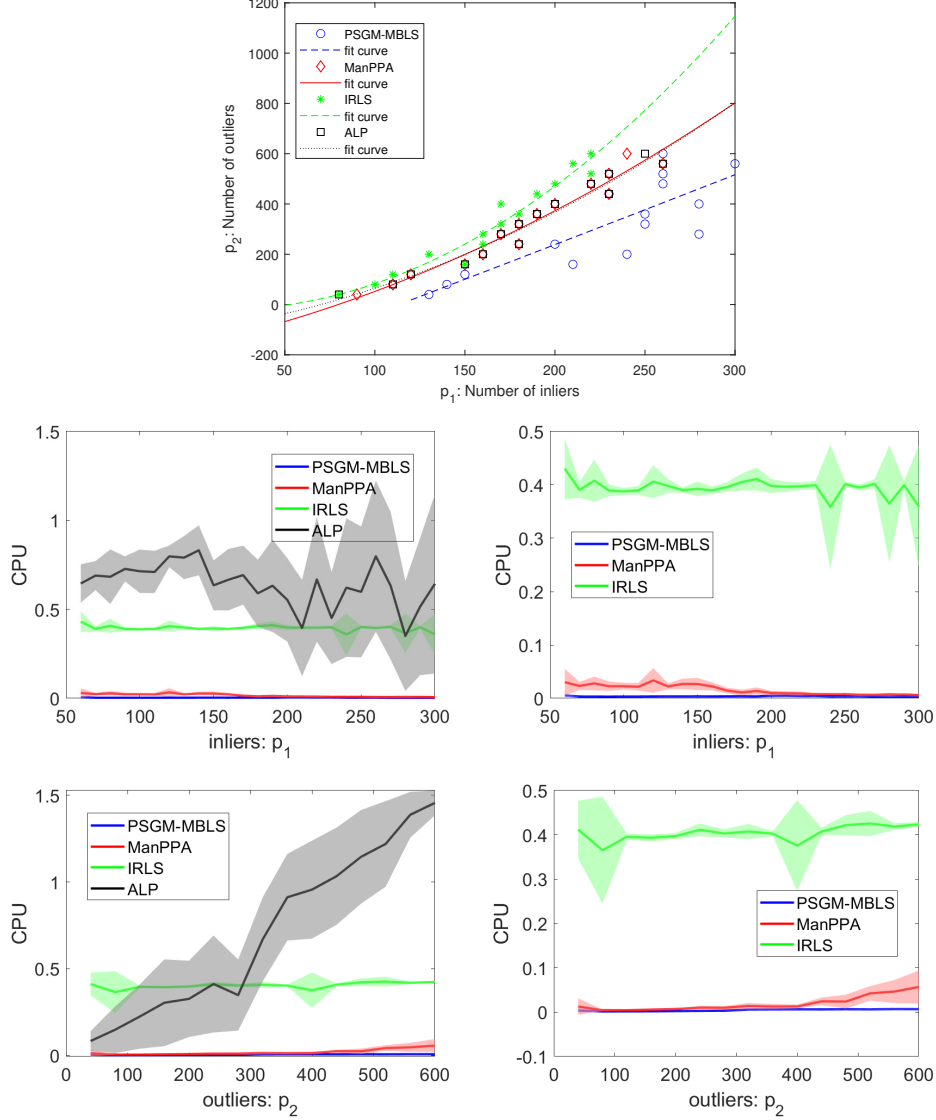 1200
1000
800
600
400
200
0
-200
p2: Number of outliers
PSGM-MBLS
fit curve
ManPPA
fit curve
IRLS
fit curve
ALP
fit curve
50 100 150 200 250 300
p1: Number of inliers
1.5
1
0.5
0
CPU
PSGM-MBLS
ManPPA
IRLS
ALP
50 100 150 200 250 300
inliers: p1
0.5
0.4
0.3
0.2
0.1
0
CPU
PSGM-MBLS
ManPPA
IRLS
50 100 150 200 250 300
inliers: p1
1.5
1
0.5
0
CPU
PSGM-MBLS
ManPPA
IRLS
ALP
0 100 200 300 400 500 600
outliers: p2
0.5
0.4
0.3
0.2
0.1
0
-0.1
CPU
PSGM-MBLS
ManPPA
IRLS
0 100 200 300 400 500 600
outliers: p2